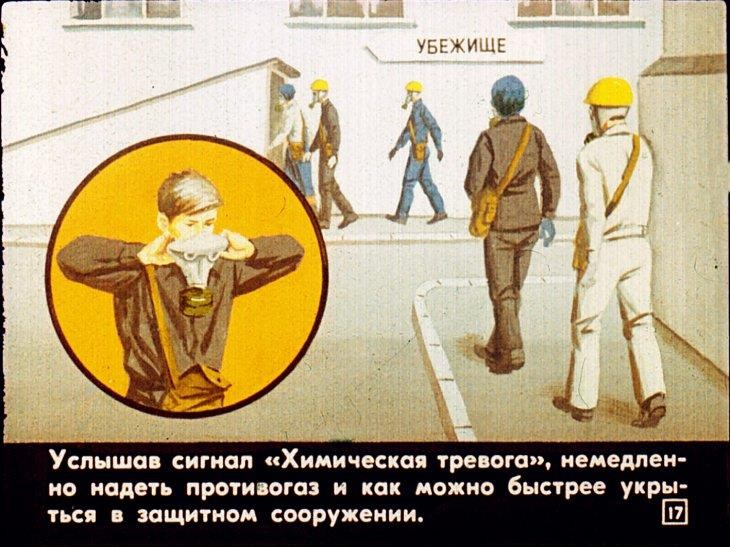 УБЕЖИЩЕ
Услышав сигнал «Химическая тревога», немедлен-
но надеть противогаз и как можно быстрее укры-
ться в защитном сооружении.
17